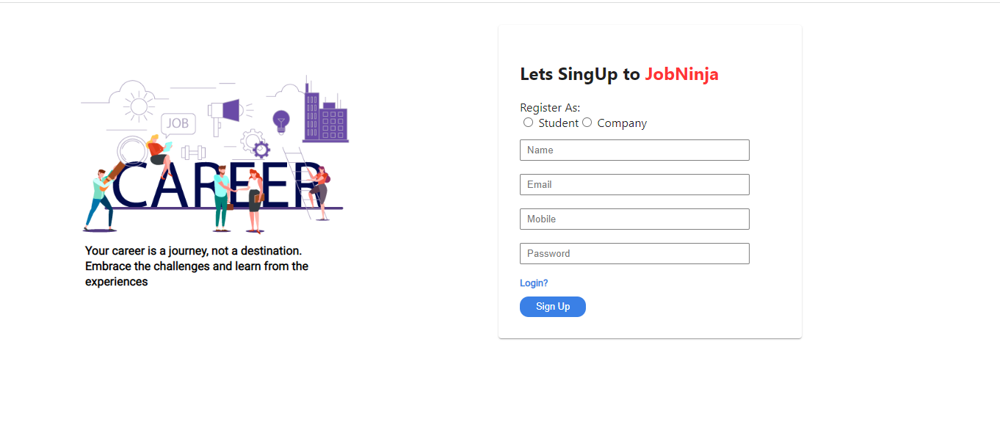 JOB
CAREER
Your career is a journey, not a destination.
Embrace the challenges and learn from the
experiences
Lets SingUp to JobNinja
Register As:
Student Company
Name
Email
Mobile
Password
Login?
Sign Up